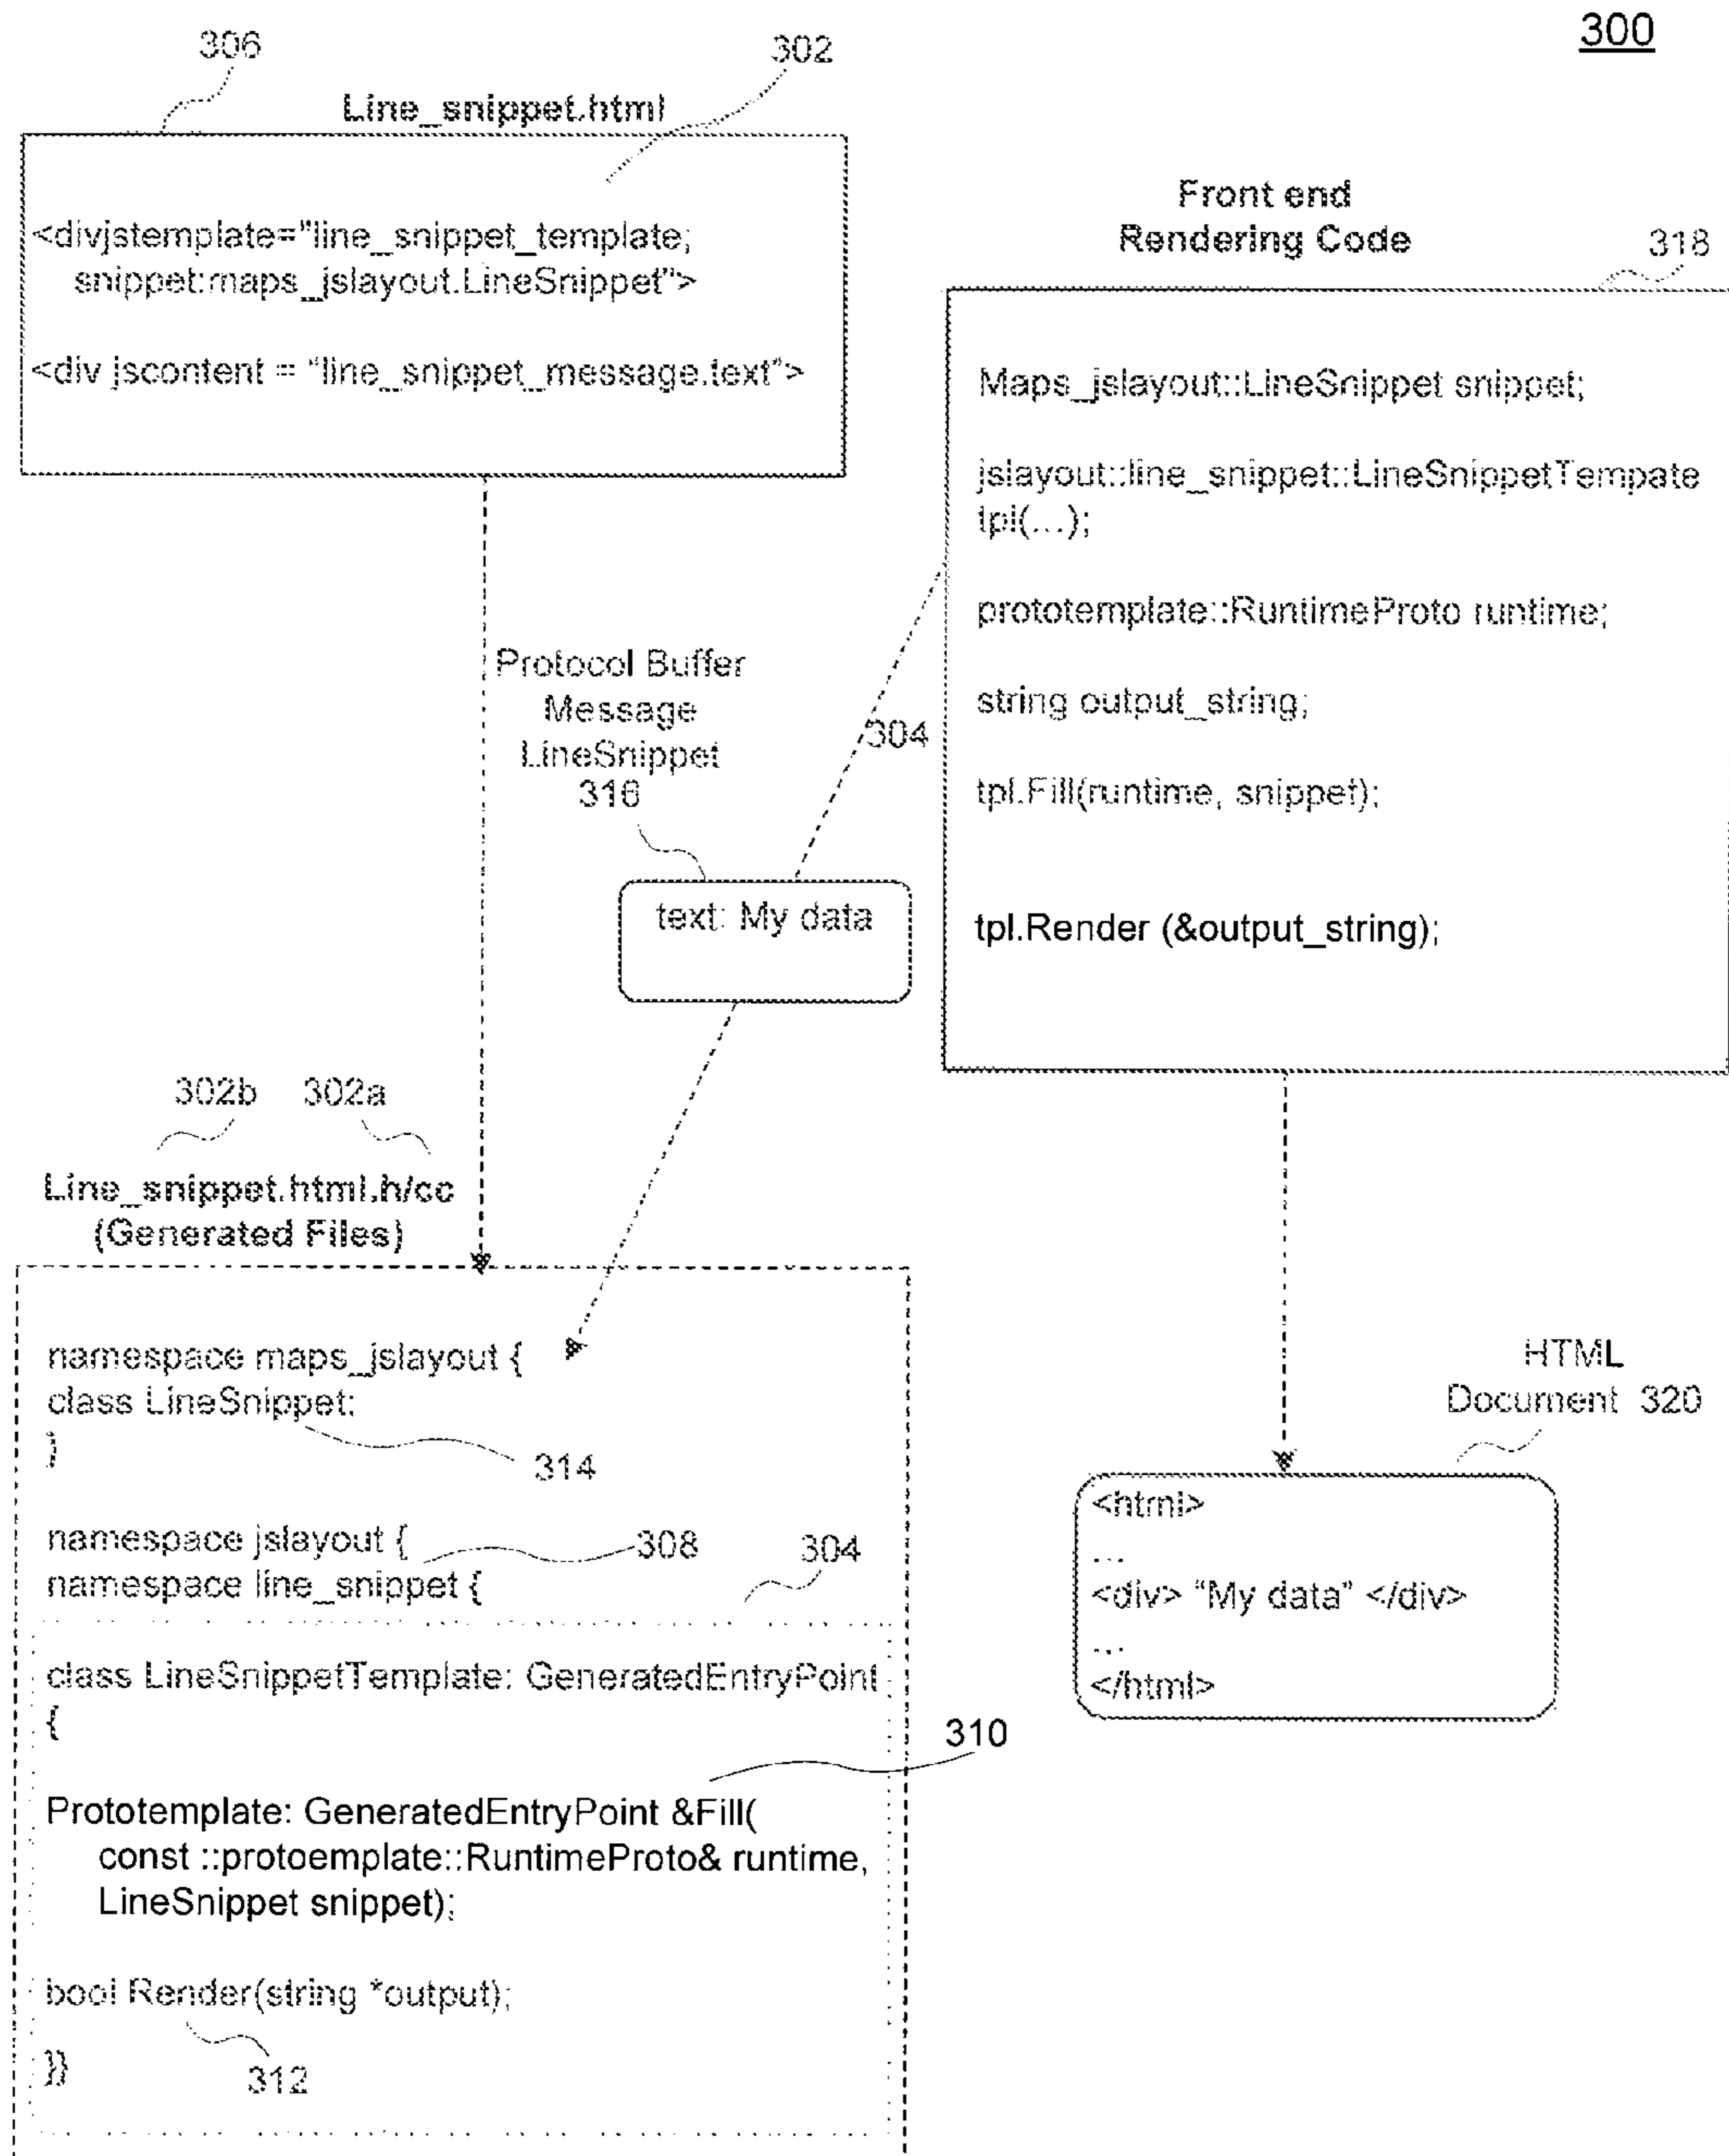 300
306
302
Line_snippet.html
<divjstemplate="line_snippet_template;
snippet:maps_jslayout.LineSnippet">
<div jscontent = "line_snippet_message.text">
Front end
Rendering Code
318
Maps_jslayout::LineSnippet snippet;
jslayout::line_snippet::LineSnippetTempate
tpl(...);
prototemplate::RuntimeProto runtime;
string output_string;
tpl.Fill(runtime, snippet);
tpl.Render (&output_string);
Protocol Buffer
Message
LineSnippet
316
304
text: My data
302b 302a
Line_snippet.html.h/cc
(Generated Files)
namespace maps_jslayout {
class LineSnippet;
}
314
namespace jslayout {
308
304
namespace line_snippet {
class LineSnippetTemplate: GeneratedEntryPoint
{
310
Prototemplate: GeneratedEntryPoint &Fill(
const ::protoemplate::RuntimeProto& runtime,
LineSnippet snippet);
bool Render(string *output);
}}
312
HTML
Document 320
<html>
...
<div> "My data" </div>
...
</html>